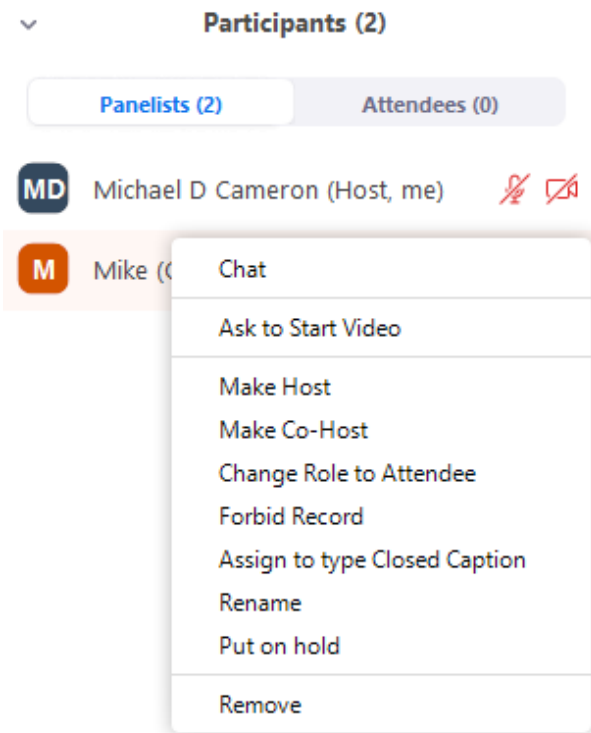 Participants (2)
Panelists (2) Attendees (0)
MD Michael D Cameron (Host, me)
M Mike (
Chat
Ask to Start Video
Make Host
Make Co-Host
Change Role to Attendee
Forbid Record
Assign to type Closed Caption
Rename
Put on hold
Remove